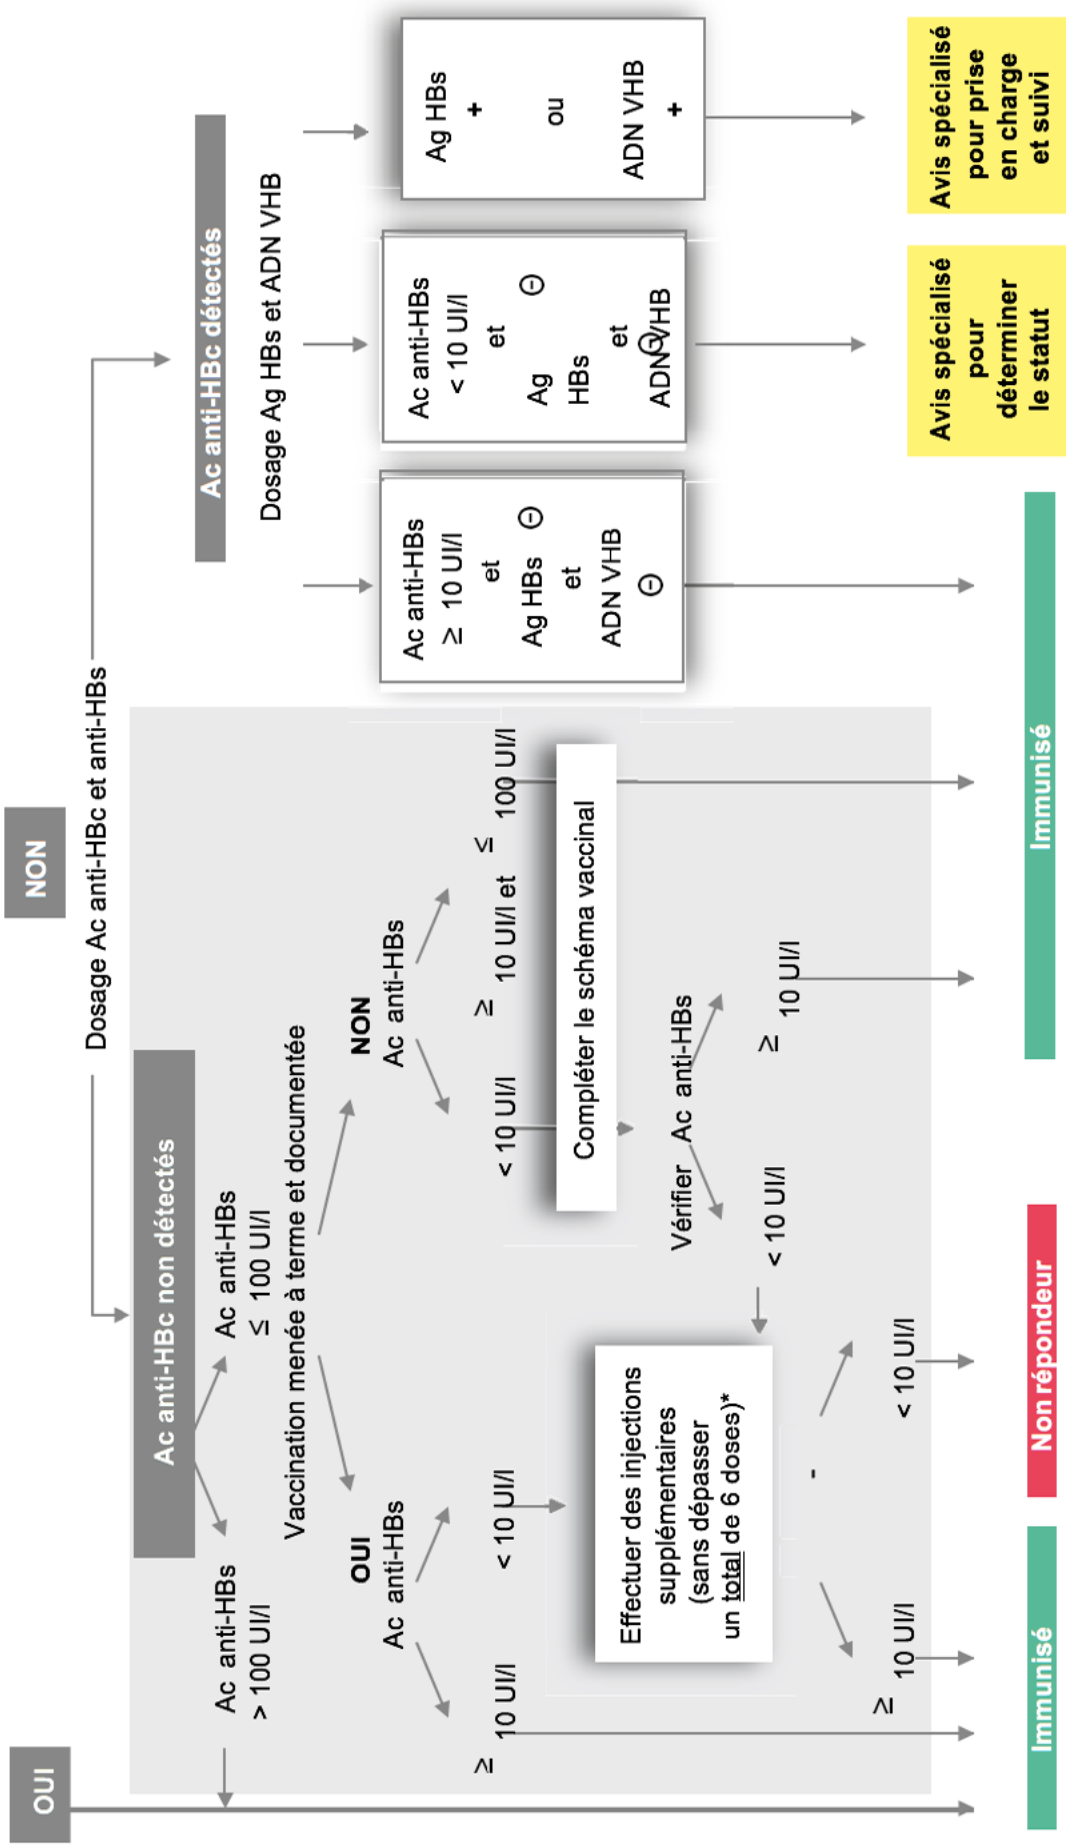 OUI
NON
Dosage Ac anti-HBc et anti-HBs
Ac anti-HBc non détectés
Ac anti-HBc détectés
Ac anti-HBs
> 100 UI/l
Ac anti-HBs
≤ 100 UI/l
Vaccination menée à terme et documentée
OUI
Ac anti-HBs
NON
Ac anti-HBs
≥
10 UI/l
< 10 UI/l
< 10 UI/l
≥ 10 UI/l et
≤
100 UI/l
Compléter le schéma vaccinal
Vérifier Ac anti-HBs
< 10 UI/l
≥
10 UI/l
Effectuer des injections
supplémentaires
(sans dépasser
un total de 6 doses)*
-
≥
10 UI/l
< 10 UI/l
Dosage Ag HBs et ADN VHB
Ac anti-HBs
≥ 10 UI/l
et
Ag HBs ⊖
et
ADN VHB
⊖
Ac anti-HBs
< 10 UI/l
et
Ag ⊖
HBs
et
ADN VHB
⊖
Ag HBs
+
ou
ADN VHB
+
Immunisé
Non répondeur
Immunisé
Avis spécialisé
pour
déterminer
le statut
Avis spécialisé
pour prise
en charge
et suivi